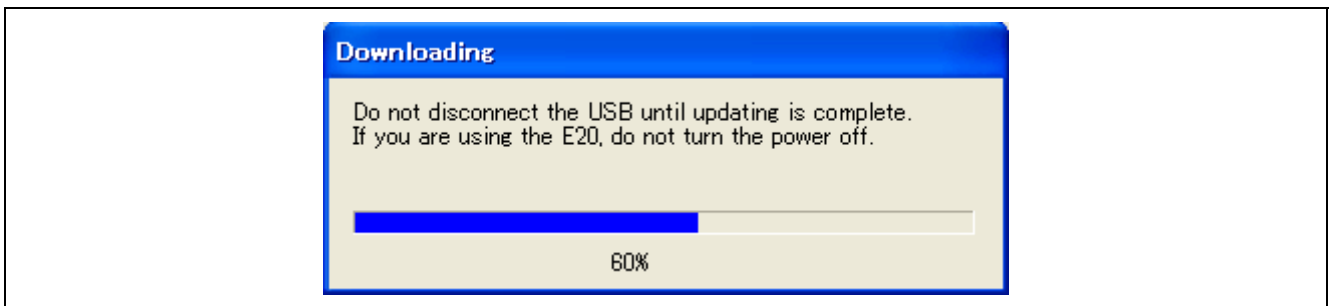 Downloading
Do not disconnect the USB until updating is complete.
If you are using the E20, do not turn the power off.
60%